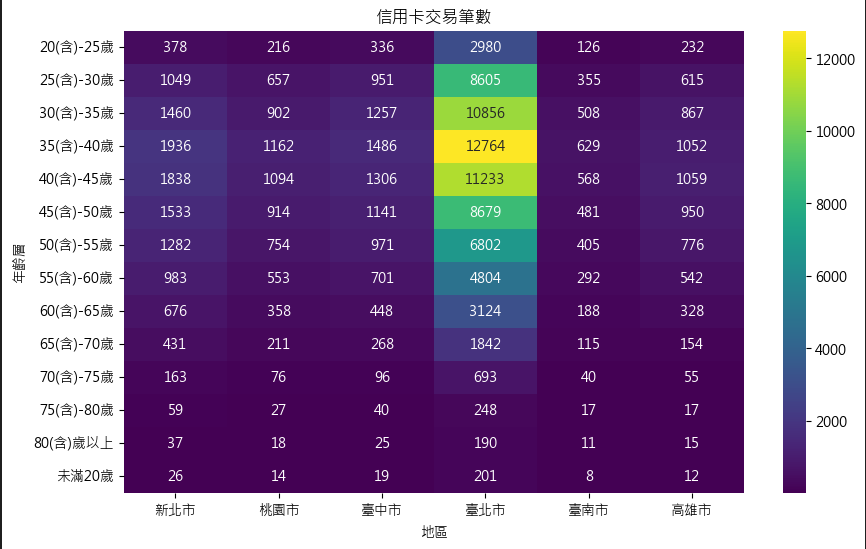 信用卡交易筆數
20(含)-25歲 378 216 336 2980 126 232
25(含)-30歲 1049 657 951 8605 355 615
30(含)-35歲 1460 902 1257 10856 508 867
35(含)-40歲 1936 1162 1486 12764 629 1052
40(含)-45歲 1838 1094 1306 11233 568 1059
45(含)-50歲 1533 914 1141 8679 481 950
50(含)-55歲 1282 754 971 6802 405 776
55(含)-60歲 983 553 701 4804 292 542
60(含)-65歲 676 358 448 3124 188 328
65(含)-70歲 431 211 268 1842 115 154
70(含)-75歲 163 76 96 693 40 55
75(含)-80歲 59 27 40 248 17 17
80(含)歲以上 37 18 25 190 11 15
未滿20歲 26 14 19 201 8 12
新北市 桃園市 臺中市 臺北市 臺南市 高雄市
地區
年齡層
12000
10000
8000
6000
4000
2000